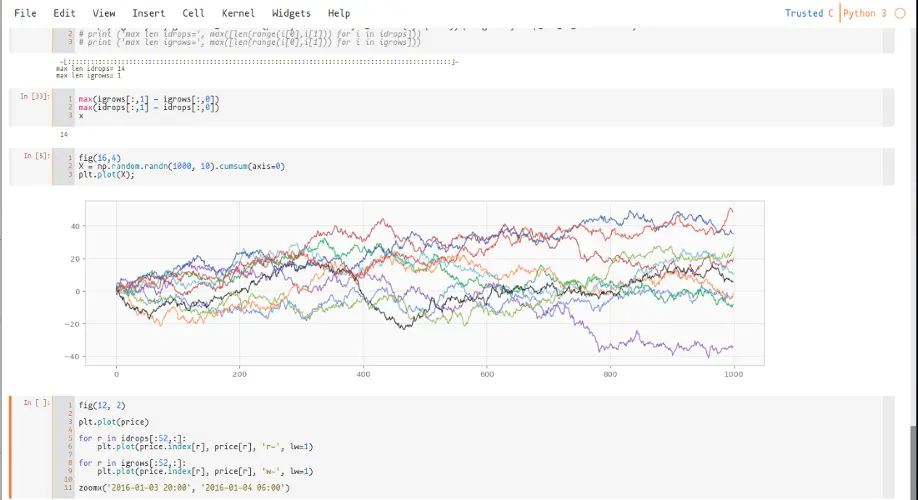 File Edit View Insert Cell Kernel Widgets Help Trusted C Python 3
2 # print ('max len idrops=', max([len(range(i[0],i[1])) for i in idrops]))
3 # print ('max len igrows=', max([len(range(i[0],i[1])) for i in igrows]))
max len idrops= 14
max len igrows= 1
In [33]:
1 max(igrows[:,1] - igrows[:,0])
2 max(idrops[:,1] - idrops[:,0])
3 x
14
In [5]:
1 fig(16,4)
2 X = np.random.randn(1000, 10).cumsum(axis=0)
3 plt.plot(X);
40
20
0
−20
−40
0 200 400 600 800 1000
In [ ]:
1 fig(12, 2)
2
3 plt.plot(price)
4
5 for r in idrops[:52,:]:
6 plt.plot(price.index[r], price[r], 'r-', lw=1)
7
8 for r in igrows[:52,:]:
9 plt.plot(price.index[r], price[r], 'w-', lw=1)
10
11 zoomx('2016-01-03 20:00', '2016-01-04 06:00')